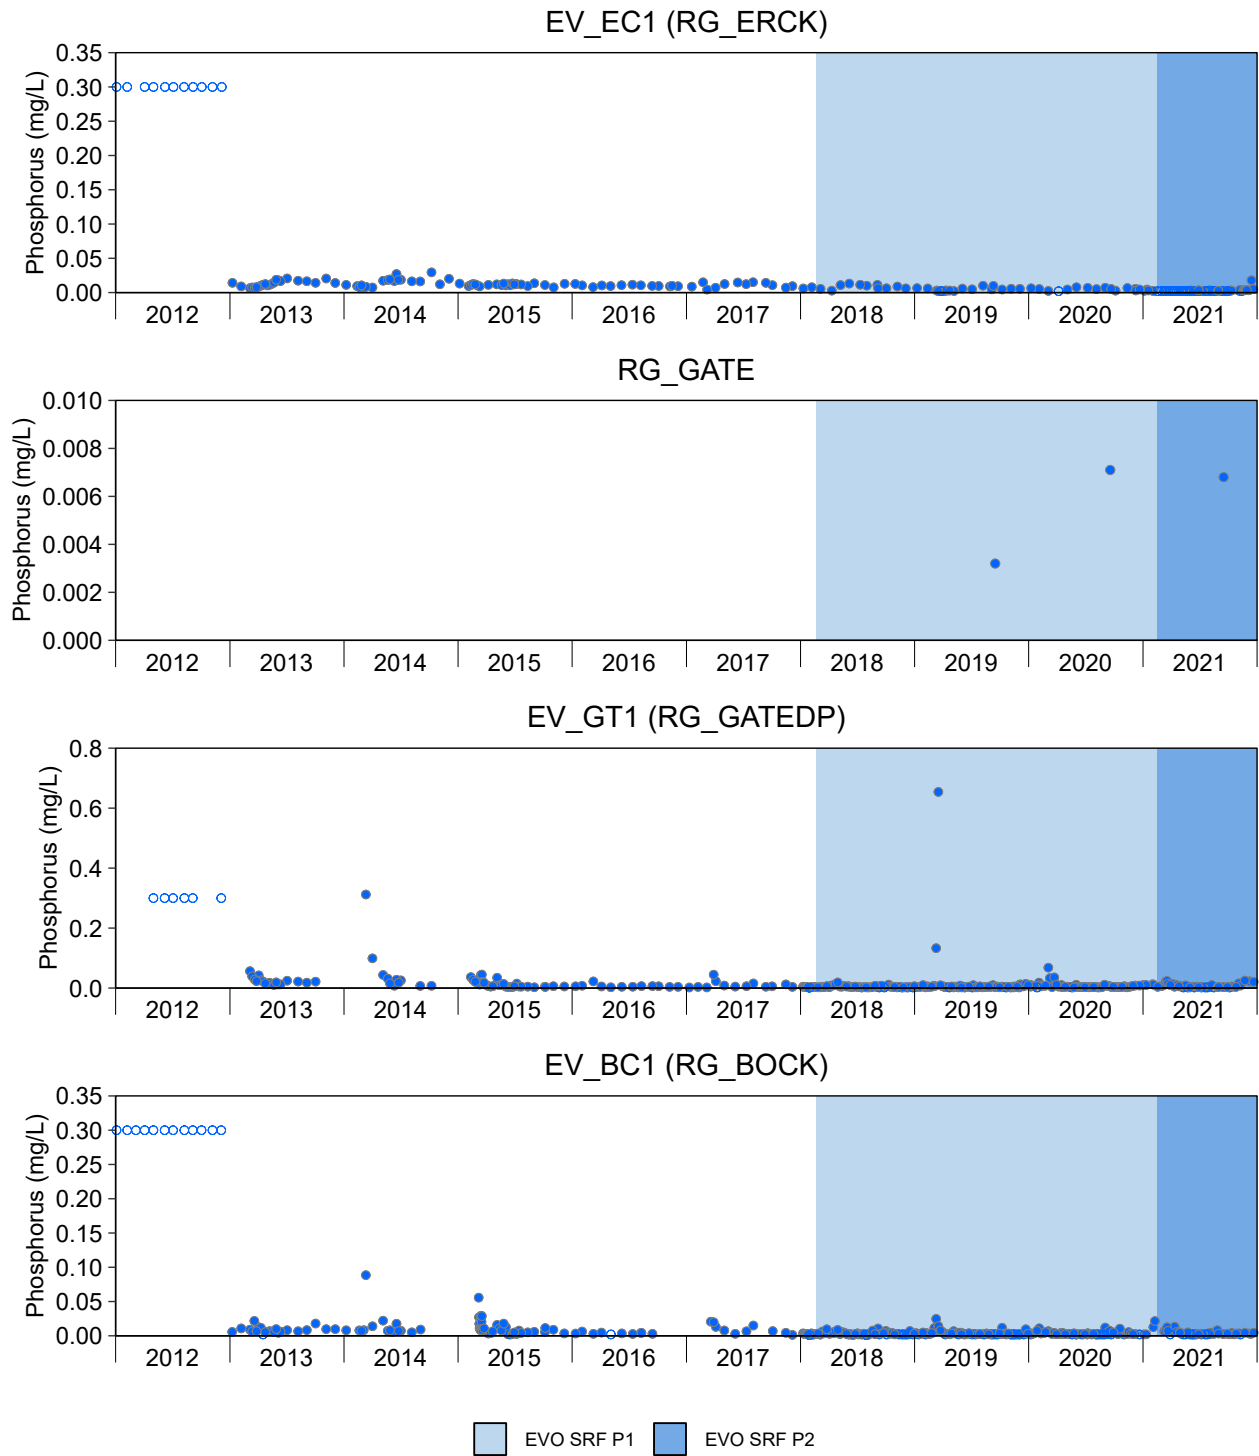 EV_EC1 (RG_ERCK)
Phosphorus (mg/L)
0.35
0.30
0.25
0.20
0.15
0.10
0.05
0.00
2012 2013 2014 2015 2016 2017 2018 2019 2020 2021
RG_GATE
Phosphorus (mg/L)
0.010
0.008
0.006
0.004
0.002
0.000
2012 2013 2014 2015 2016 2017 2018 2019 2020 2021
EV_GT1 (RG_GATEDP)
Phosphorus (mg/L)
0.8
0.6
0.4
0.2
0.0
2012 2013 2014 2015 2016 2017 2018 2019 2020 2021
EV_BC1 (RG_BOCK)
Phosphorus (mg/L)
0.35
0.30
0.25
0.20
0.15
0.10
0.05
0.00
2012 2013 2014 2015 2016 2017 2018 2019 2020 2021
EVO SRF P1 EVO SRF P2